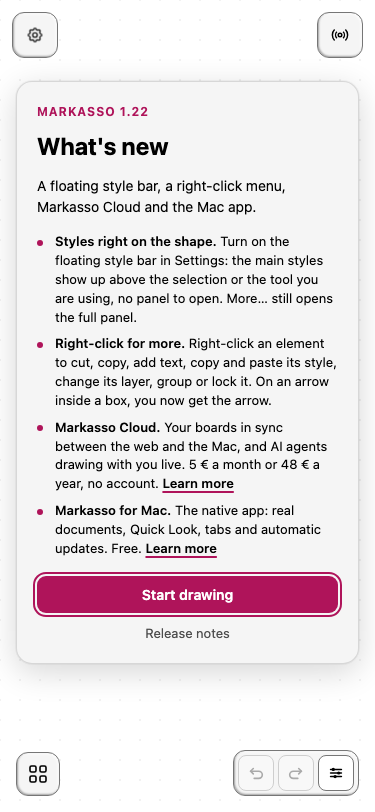 MARKASSO 1.22
What's new
A floating style bar, a right-click menu,
Markasso Cloud and the Mac app.
Styles right on the shape. Turn on the
floating style bar in Settings: the main styles
show up above the selection or the tool you
are using, no panel to open. More... still opens
the full panel.
Right-click for more. Right-click an element
to cut, copy, add text, copy and paste its style,
change its layer, group or lock it. On an arrow
inside a box, you now get the arrow.
Markasso Cloud. Your boards in sync
between the web and the Mac, and AI agents
drawing with you live. 5 € a month or 48 € a
year, no account. Learn more
Markasso for Mac. The native app: real
documents, Quick Look, tabs and automatic
updates. Free. Learn more
Start drawing
Release notes